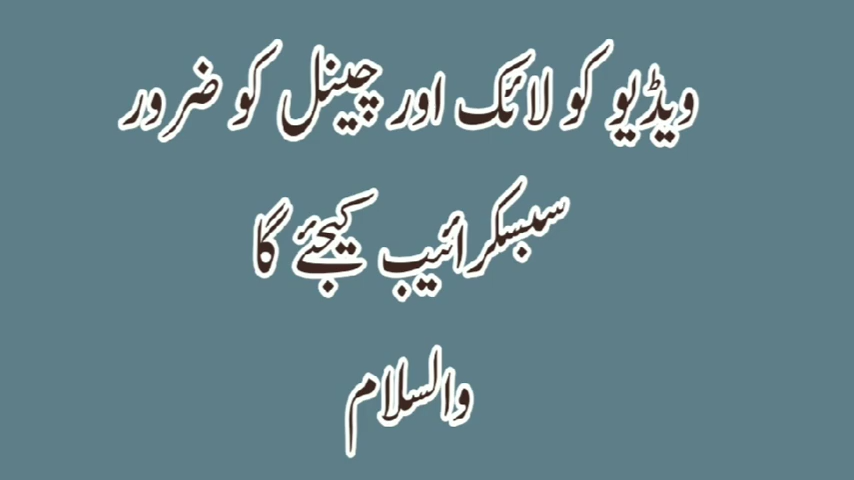 ویڈیو کو لائک اور چینل کو ضرور
سبسکرائیب کیجئے گا
والسلام